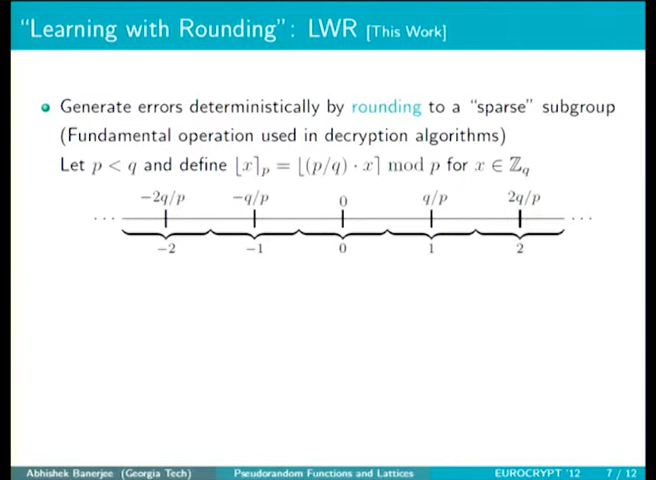 "Learning with Rounding": LWR [This Work]
Generate errors deterministically by rounding to a "sparse" subgroup
(Fundamental operation used in decryption algorithms)
Let p < q and define ⌊x⌉p = ⌊(p/q) · x⌉ mod p for x ∈ ℤq
−2q/p −q/p 0 q/p 2q/p
· · · · · ·
−2 −1 0 1 2
Abhishek Banerjee (Georgia Tech) Pseudorandom Functions and Lattices EUROCRYPT '12 7 / 12